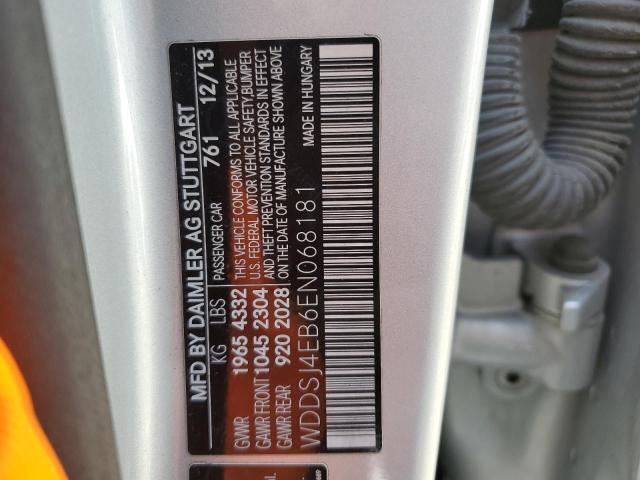 MFD BY DAIMLER AG STUTTGART
761 12/13
KG LBS PASSENGER CAR
GVWR 1965 4332 THIS VEHICLE CONFORMS TO ALL APPLICABLE
GAWR FRONT 1045 2304 U.S. FEDERAL MOTOR VEHICLE SAFETY, BUMPER
AND THEFT PREVENTION STANDARDS IN EFFECT
GAWR REAR 920 2028 ON THE DATE OF MANUFACTURE SHOWN ABOVE
WDDSJ4EB6EN068181 MADE IN HUNGARY